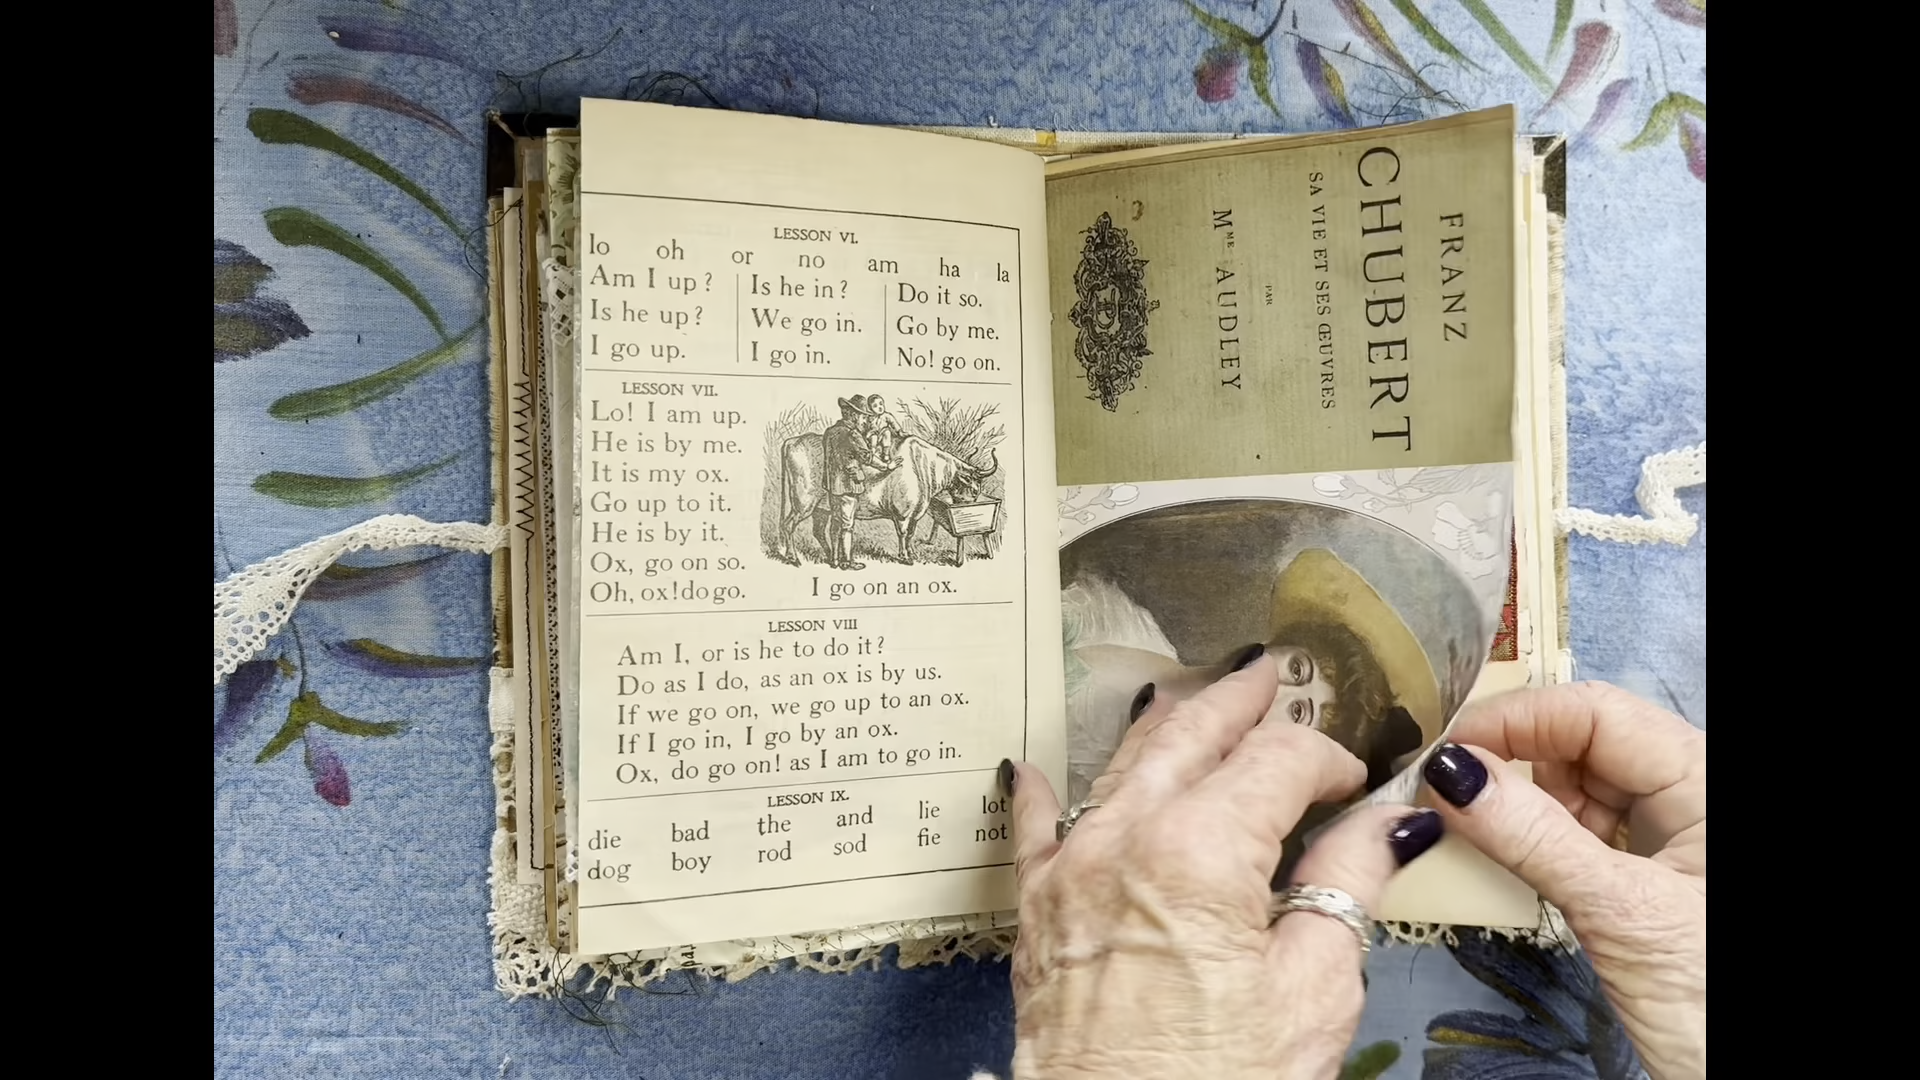 LESSON VI.
lo oh or no am ha la
Am I up? Is he in? Do it so.
Is he up? We go in. Go by me.
I go up. I go in. No! go on.
LESSON VII.
Lo! I am up.
He is by me.
It is my ox.
Go up to it.
He is by it.
Ox, go on so.
Oh, ox! do go.
I go on an ox.
LESSON VIII
Am I, or is he to do it?
Do as I do, as an ox is by us.
If we go on, we go up to an ox.
If I go in, I go by an ox.
Ox, do go on! as I am to go in.
LESSON IX.
die bad the and lie lot
dog boy rod sod fie not
FRANZ
CHUBERT
SA VIE ET SES ŒUVRES
PAR
MME AUDLEY